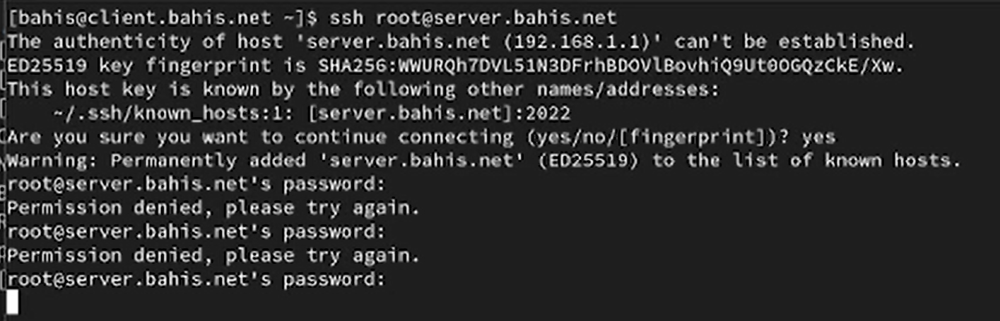 [bahis@client.bahis.net ~]$ ssh root@server.bahis.net
The authenticity of host 'server.bahis.net (192.168.1.1)' can't be established.
ED25519 key fingerprint is SHA256:WWURQh7DVL51N3DFrhBDOVlBovhiQ9Ut0OGQzCkE/Xw.
This host key is known by the following other names/addresses:
    ~/.ssh/known_hosts:1: [server.bahis.net]:2022
Are you sure you want to continue connecting (yes/no/[fingerprint])? yes
Warning: Permanently added 'server.bahis.net' (ED25519) to the list of known hosts.
root@server.bahis.net's password:
Permission denied, please try again.
root@server.bahis.net's password:
Permission denied, please try again.
root@server.bahis.net's password: